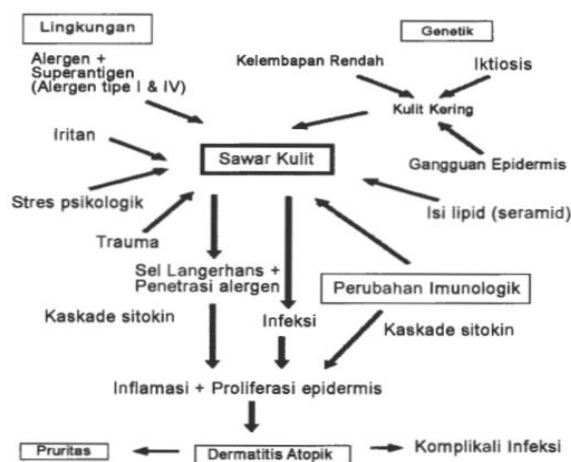 Lingkungan
Genetik
Alergen +
Superantigen
(Alergen tipe I & IV)
Kelembapan Rendah
Iktiosis
Kulit Kering
Iritan
Sawar Kulit
Gangguan Epidermis
Stres psikologik
Isi lipid (seramid)
Trauma
Sel Langerhans +
Penetrasi alergen
Perubahan Imunologik
Kaskade sitokin
Infeksi
Kaskade sitokin
Inflamasi + Proliferasi epidermis
Pruritas
Dermatitis Atopik
Komplikali Infeksi